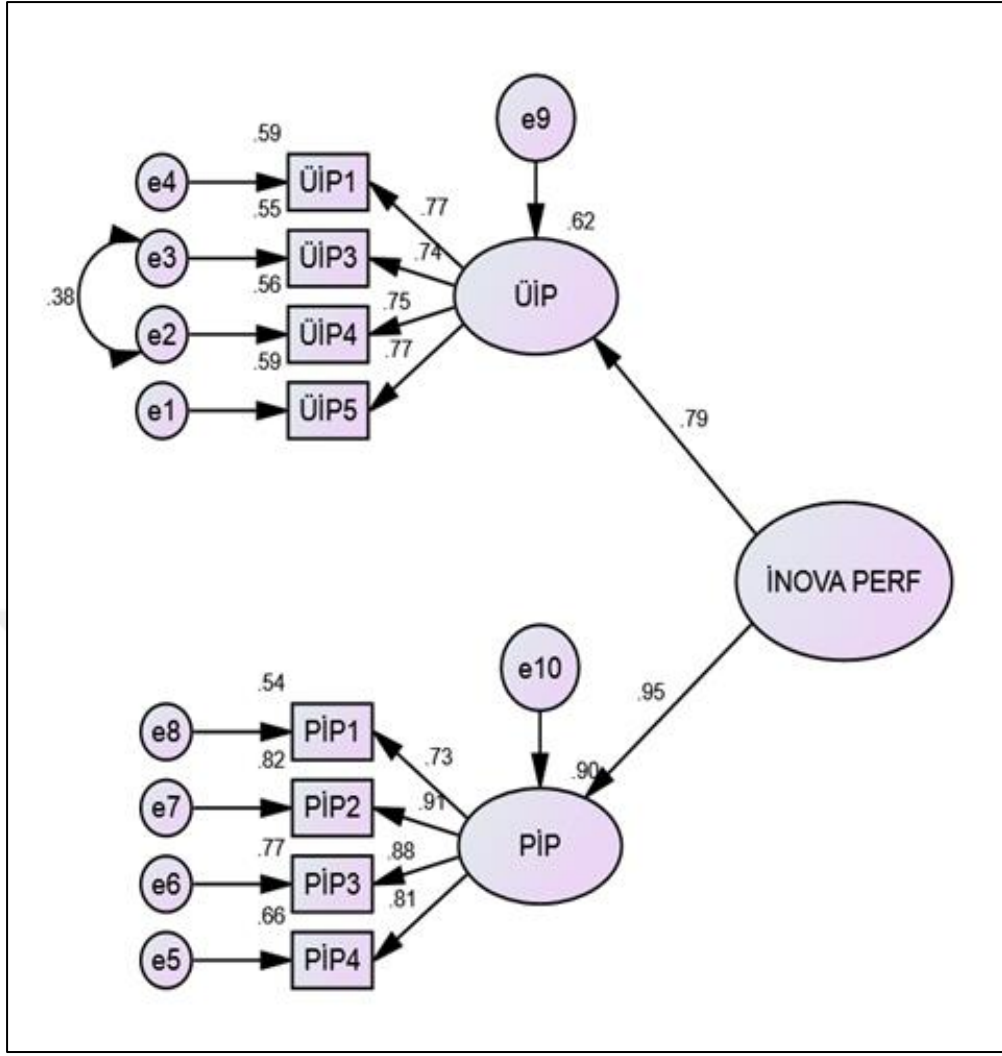 e9
.59
e4
ÜİP1
.77
.62
.55
e3
ÜİP3
.74
ÜİP
.56
.38
e2
ÜİP4
.75
.59
.77
e1
ÜİP5
.79
İNOVA PERF
e10
.54
.95
e8
PİP1
.73
.82
.90
e7
PİP2
.91
PİP
.77
.88
e6
PİP3
.81
.66
e5
PİP4